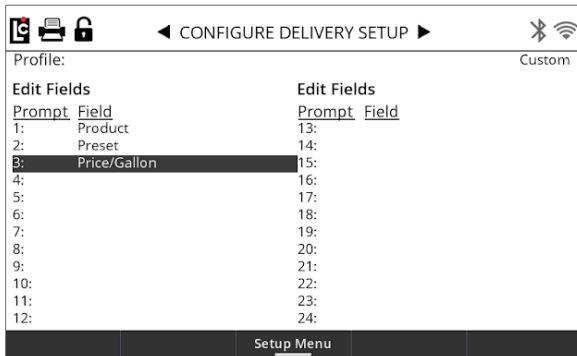 LC
◀ CONFIGURE DELIVERY SETUP ▶
Profile: Custom
Edit Fields
Prompt Field
1: Product
2: Preset
3: Price/Gallon
4:
5:
6:
7:
8:
9:
10:
11:
12:
Edit Fields
Prompt Field
13:
14:
15:
16:
17:
18:
19:
20:
21:
22:
23:
24:
Setup Menu